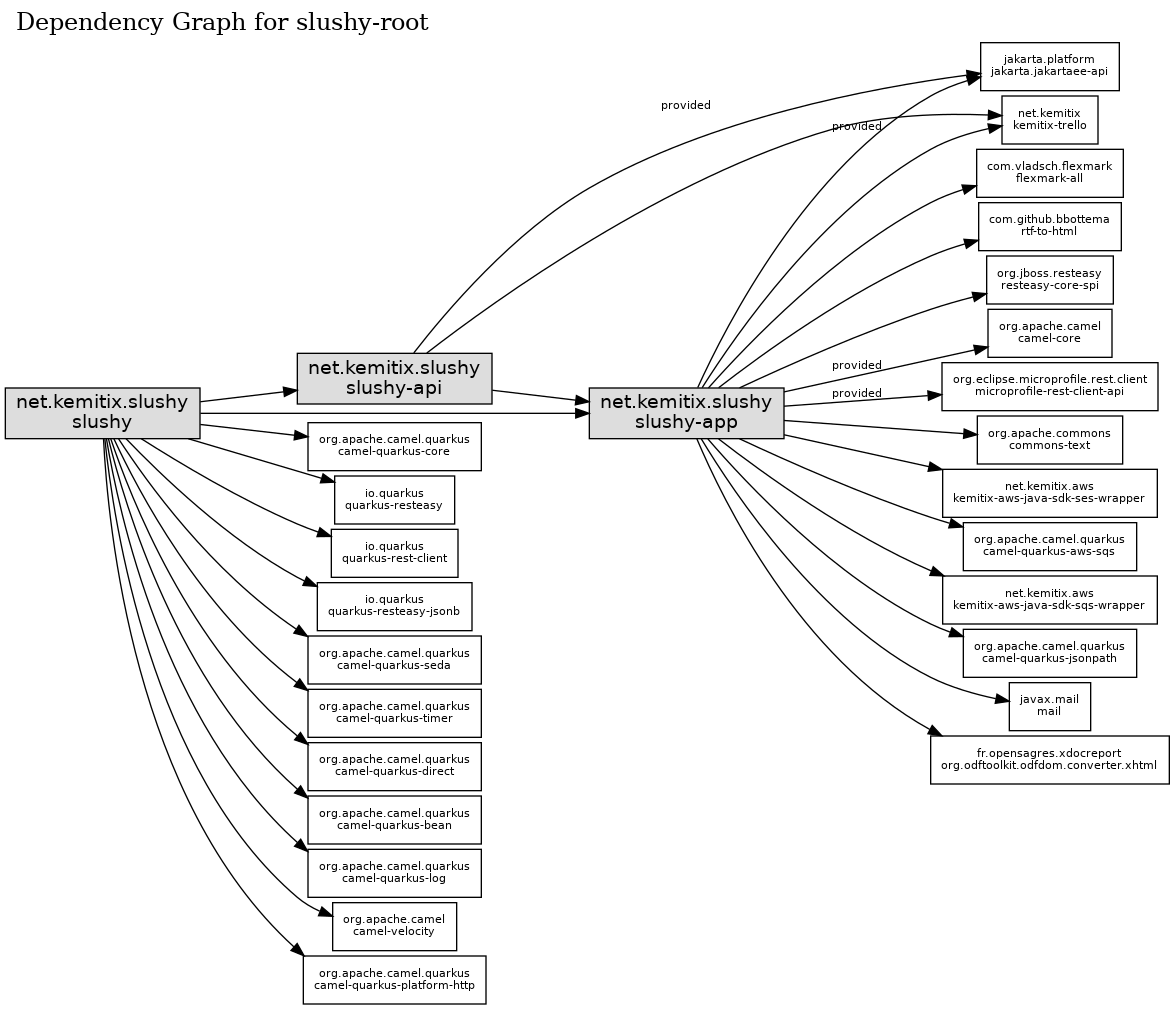 Dependency Graph for slushy-root
jakarta.platform
jakarta.jakartaee-api
provided
net.kemitix
kemitix-trello
provided
com.vladsch.flexmark
flexmark-all
com.github.bbottema
rtf-to-html
org.jboss.resteasy
resteasy-core-spi
org.apache.camel
camel-core
provided
net.kemitix.slushy
slushy-api
org.eclipse.microprofile.rest.client
microprofile-rest-client-api
provided
net.kemitix.slushy
slushy
net.kemitix.slushy
slushy-app
org.apache.commons
commons-text
org.apache.camel.quarkus
camel-quarkus-core
net.kemitix.aws
kemitix-aws-java-sdk-ses-wrapper
io.quarkus
quarkus-resteasy
org.apache.camel.quarkus
camel-quarkus-aws-sqs
io.quarkus
quarkus-rest-client
net.kemitix.aws
kemitix-aws-java-sdk-sqs-wrapper
io.quarkus
quarkus-resteasy-jsonb
org.apache.camel.quarkus
camel-quarkus-jsonpath
org.apache.camel.quarkus
camel-quarkus-seda
javax.mail
mail
org.apache.camel.quarkus
camel-quarkus-timer
fr.opensagres.xdocreport
org.odftoolkit.odfdom.converter.xhtml
org.apache.camel.quarkus
camel-quarkus-direct
org.apache.camel.quarkus
camel-quarkus-bean
org.apache.camel.quarkus
camel-quarkus-log
org.apache.camel
camel-velocity
org.apache.camel.quarkus
camel-quarkus-platform-http